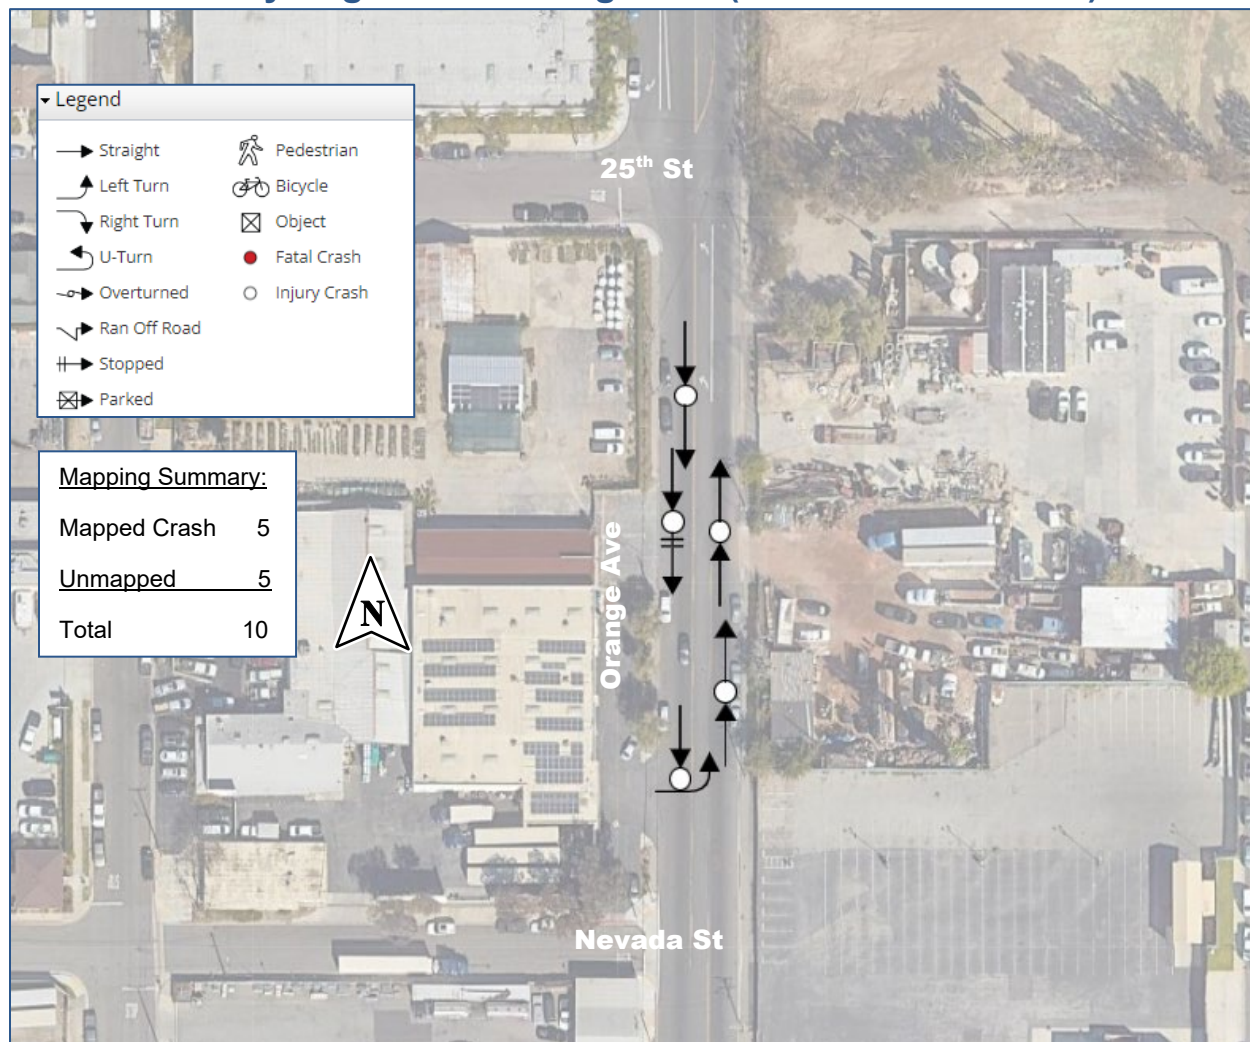 Legend
Straight
Left Turn
Right Turn
U-Turn
Overturned
Ran Off Road
Stopped
Parked
Pedestrian
Bicycle
Object
Fatal Crash
Injury Crash
25th St
Mapping Summary:
Mapped Crash 5
Unmapped 5
Total 10
N
Orange Ave
Nevada St